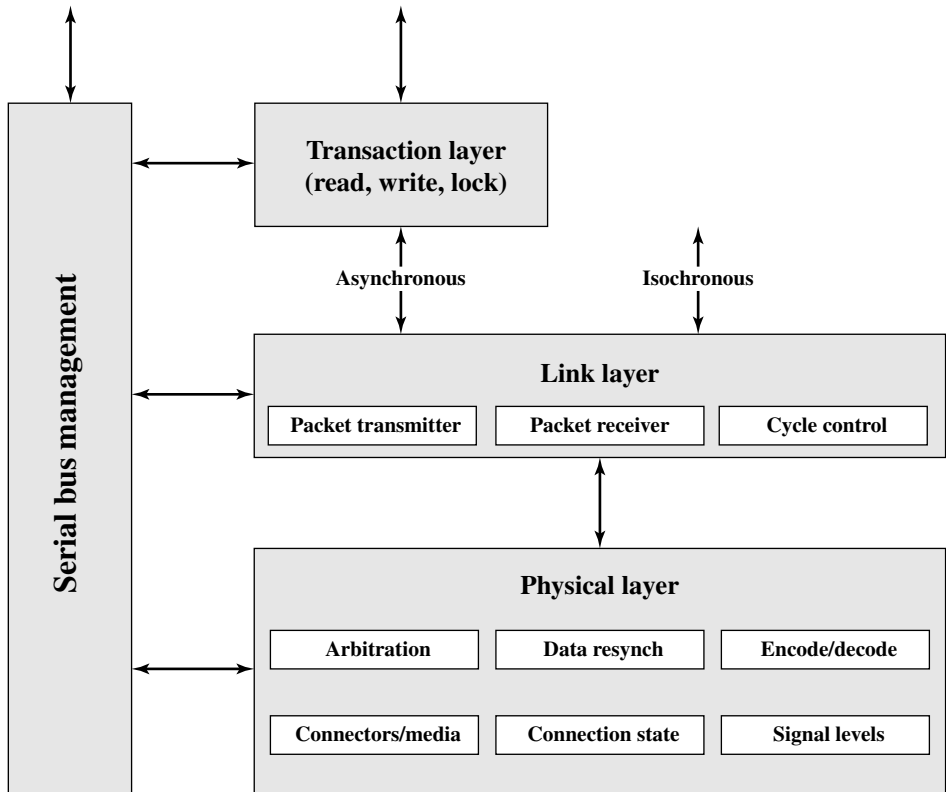 Serial bus management
Transaction layer
(read, write, lock)
Asynchronous
Isochronous
Link layer
Packet transmitter
Packet receiver
Cycle control
Physical layer
Arbitration
Data resynch
Encode/decode
Connectors/media
Connection state
Signal levels